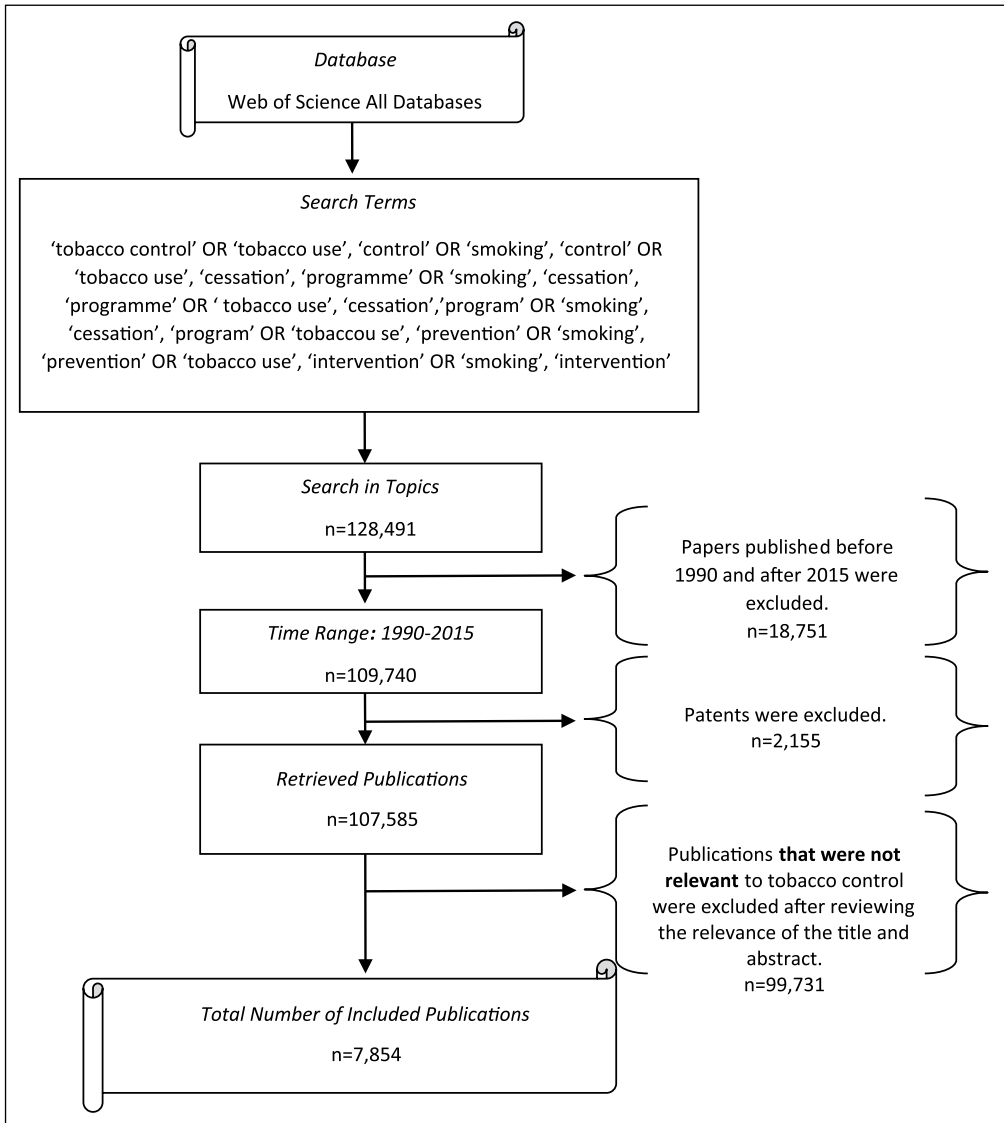 Database
Web of Science All Databases
Search Terms
‘tobacco control’ OR ‘tobacco use’, ‘control’ OR ‘smoking’, ‘control’ OR
‘tobacco use’, ‘cessation’, ‘programme’ OR ‘smoking’, ‘cessation’,
‘programme’ OR ‘ tobacco use’, ‘cessation’,’program’ OR ‘smoking’,
‘cessation’, ‘program’ OR ‘tobaccou se’, ‘prevention’ OR ‘smoking’,
‘prevention’ OR ‘tobacco use’, ‘intervention’ OR ‘smoking’, ‘intervention’
Search in Topics
n=128,491
Papers published before
1990 and after 2015 were
excluded.
n=18,751
Time Range: 1990-2015
n=109,740
Patents were excluded.
n=2,155
Retrieved Publications
n=107,585
Publications that were not
relevant to tobacco control
were excluded after reviewing
the relevance of the title and
abstract.
n=99,731
Total Number of Included Publications
n=7,854